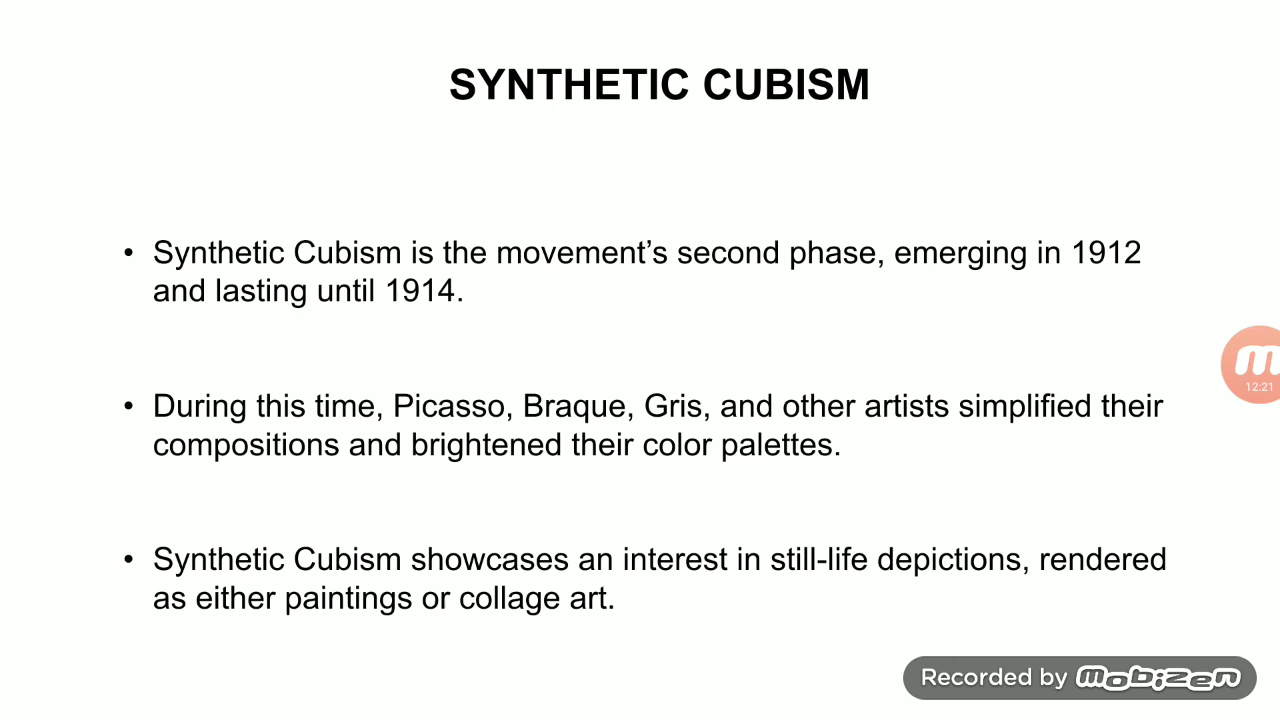 SYNTHETIC CUBISM
• Synthetic Cubism is the movement’s second phase, emerging in 1912
and lasting until 1914.
• During this time, Picasso, Braque, Gris, and other artists simplified their
compositions and brightened their color palettes.
m
12:21
• Synthetic Cubism showcases an interest in still-life depictions, rendered
as either paintings or collage art.
Recorded by mobizen